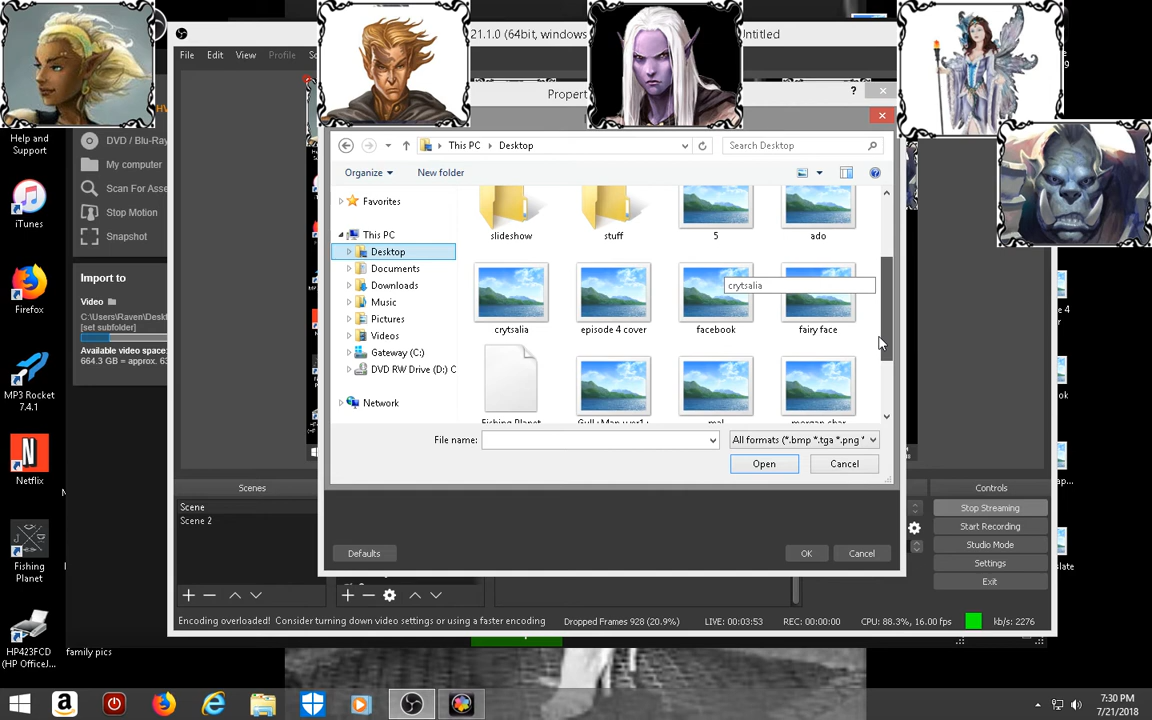 21.1.0 (64bit, windows
Untitled
File
Edit
View
Profile
Propert
?
Help and
Support
iTunes
Firefox
MP3 Rocket
7.4.1
Netflix
Fishing
Planet
HP423FCD
(HP OfficeJ...
family pics
DVD / Blu-Ray
My computer
Scan For Asse
Stop Motion
Snapshot
Import to
Video
C:\Users\Raven\Deskt
[set subfolder]
Available video space:
664.3 GB = approx. 63
This PC
Desktop
Search Desktop
Organize
New folder
Favorites
This PC
Desktop
Documents
Downloads
Music
Pictures
Videos
Gateway (C:)
DVD RW Drive (D:) C
Network
slideshow
stuff
5
ado
crytsalia
episode 4 cover
facebook
fairy face
crytsalia
Fishing Planet
mal
morgan char
File name:
All formats (*.bmp *.tga *.png *
Open
Cancel
Defaults
OK
Cancel
Scenes
Scene
Scene 2
Controls
Stop Streaming
Start Recording
Studio Mode
Settings
Exit
Encoding overloaded! Consider turning down video settings or using a faster encoding
Dropped Frames 928 (20.9%)
LIVE: 00:03:53
REC: 00:00:00
CPU: 88.3%, 16.00 fps
kb/s: 2276
7:30 PM
7/21/2018